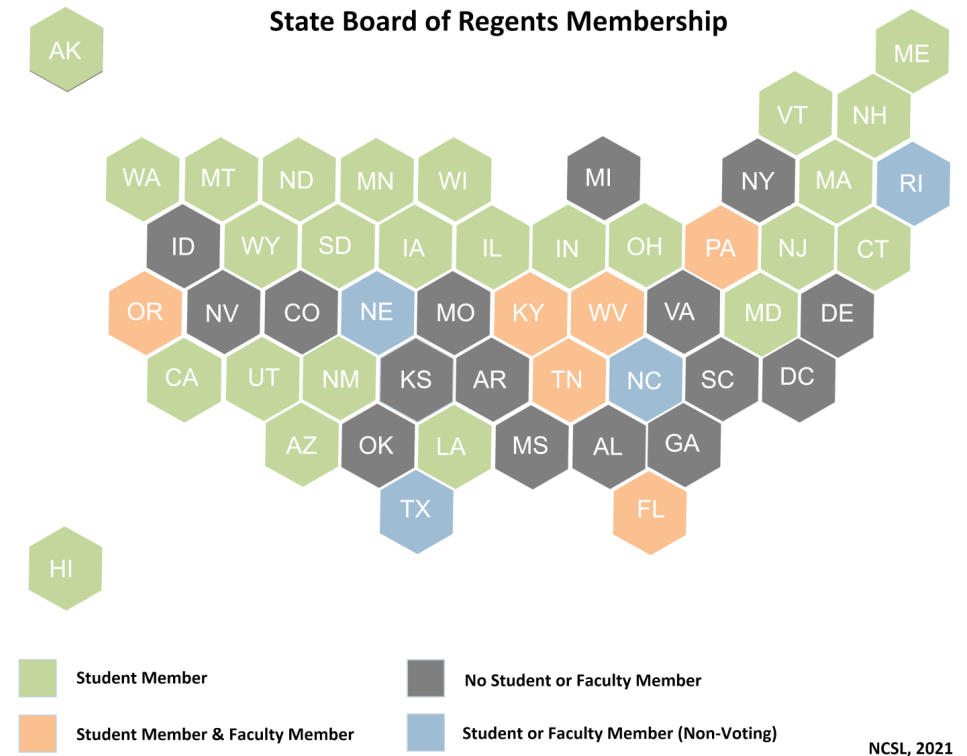 State Board of Regents Membership
AK
ME
VT NH
WA MT ND MN WI MI NY MA RI
ID WY SD IA IL IN OH PA NJ CT
OR NV CO NE MO KY WV VA MD DE
CA UT NM KS AR TN NC SC DC
AZ OK LA MS AL GA
TX FL
HI
Student Member
No Student or Faculty Member
Student Member & Faculty Member
Student or Faculty Member (Non-Voting)
NCSL, 2021